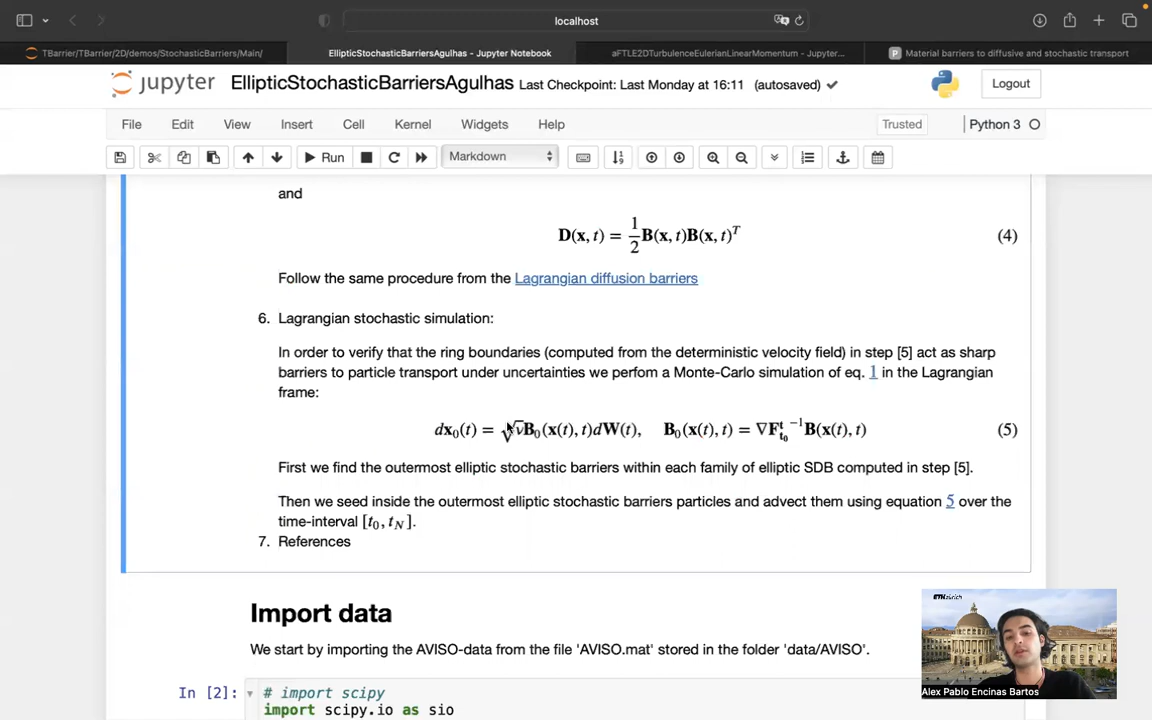 localhost
TBarrier/TBarrier/2D/demos/StochasticBarriers/Main/
EllipticStochasticBarriersAgulhas - Jupyter Notebook
aFTLE2DTurbulenceEulerianLinearMomentum - Jupyter...
P Material barriers to diffusive and stochastic transport
jupyter EllipticStochasticBarriersAgulhas Last Checkpoint: Last Monday at 16:11 (autosaved)
Logout
File Edit View Insert Cell Kernel Widgets Help
Trusted
Python 3
Run
Markdown
and
D(x, t) = 1/2 B(x, t)B(x, t)^T (4)
Follow the same procedure from the Lagrangian diffusion barriers
6. Lagrangian stochastic simulation:
In order to verify that the ring boundaries (computed from the deterministic velocity field) in step [5] act as sharp
barriers to particle transport under uncertainties we perfom a Monte-Carlo simulation of eq. 1 in the Lagrangian
frame:
dx₀(t) = √ν B₀(x(t), t)dW(t), B₀(x(t), t) = ∇F_{t₀}^{t}^{-1} B(x(t), t) (5)
First we find the outermost elliptic stochastic barriers within each family of elliptic SDB computed in step [5].
Then we seed inside the outermost elliptic stochastic barriers particles and advect them using equation 5 over the
time-interval [t₀, t_N].
7. References
Import data
We start by importing the AVISO-data from the file 'AVISO.mat' stored in the folder 'data/AVISO'.
In [2]: # import scipy
import scipy.io as sio
ETH zürich
Alex Pablo Encinas Bartos